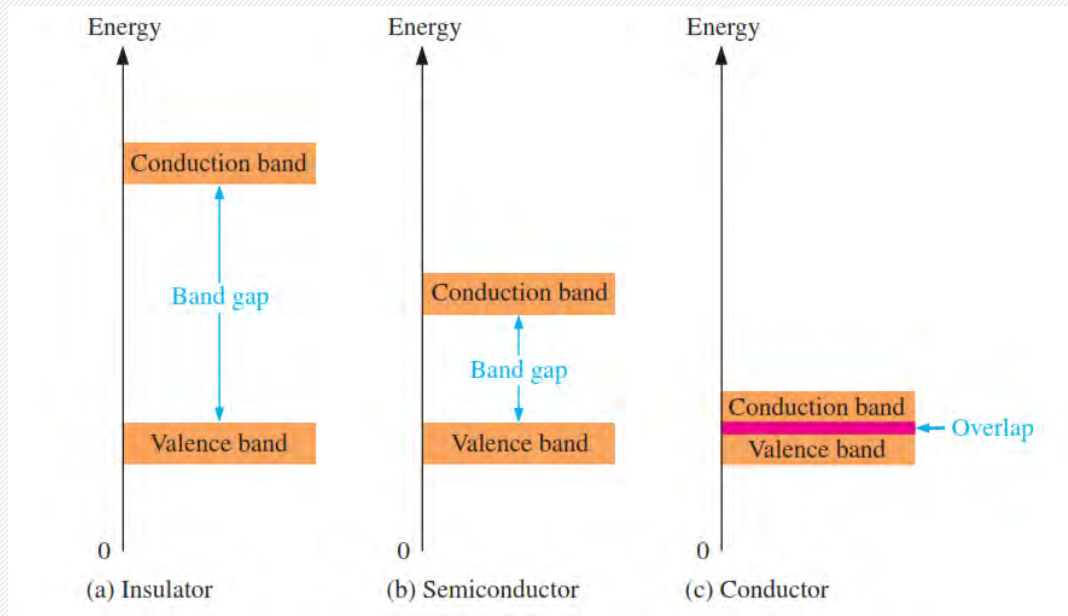 Energy
Conduction band
Band gap
Valence band
0
(a) Insulator
Energy
Conduction band
Band gap
Valence band
0
(b) Semiconductor
Energy
Conduction band
Overlap
Valence band
0
(c) Conductor